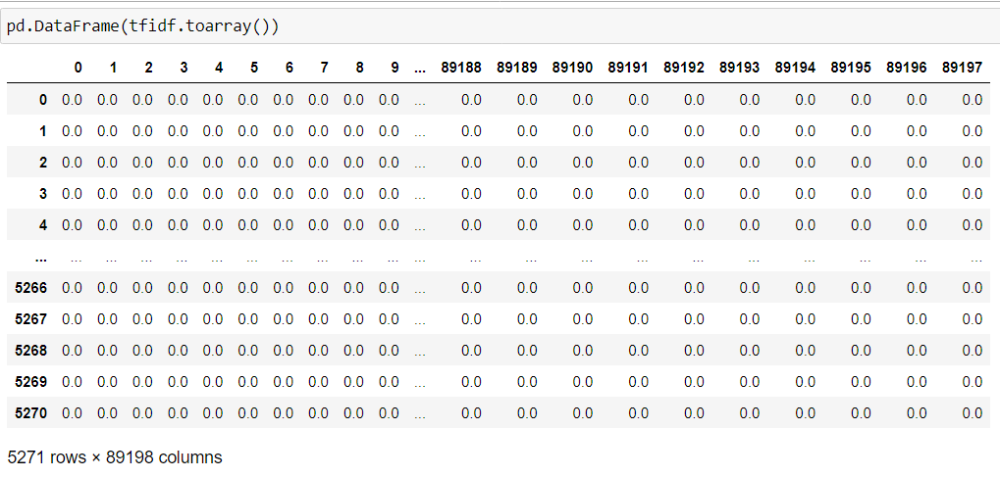 pd.DataFrame(tfidf.toarray())
0 1 2 3 4 5 6 7 8 9 ... 89188 89189 89190 89191 89192 89193 89194 89195 89196 89197
0 0.0 0.0 0.0 0.0 0.0 0.0 0.0 0.0 0.0 0.0 ... 0.0 0.0 0.0 0.0 0.0 0.0 0.0 0.0 0.0 0.0
1 0.0 0.0 0.0 0.0 0.0 0.0 0.0 0.0 0.0 0.0 ... 0.0 0.0 0.0 0.0 0.0 0.0 0.0 0.0 0.0 0.0
2 0.0 0.0 0.0 0.0 0.0 0.0 0.0 0.0 0.0 0.0 ... 0.0 0.0 0.0 0.0 0.0 0.0 0.0 0.0 0.0 0.0
3 0.0 0.0 0.0 0.0 0.0 0.0 0.0 0.0 0.0 0.0 ... 0.0 0.0 0.0 0.0 0.0 0.0 0.0 0.0 0.0 0.0
4 0.0 0.0 0.0 0.0 0.0 0.0 0.0 0.0 0.0 0.0 ... 0.0 0.0 0.0 0.0 0.0 0.0 0.0 0.0 0.0 0.0
... ... ... ... ... ... ... ... ... ... ... ... ... ... ... ... ... ... ... ... ... ...
5266 0.0 0.0 0.0 0.0 0.0 0.0 0.0 0.0 0.0 0.0 ... 0.0 0.0 0.0 0.0 0.0 0.0 0.0 0.0 0.0 0.0
5267 0.0 0.0 0.0 0.0 0.0 0.0 0.0 0.0 0.0 0.0 ... 0.0 0.0 0.0 0.0 0.0 0.0 0.0 0.0 0.0 0.0
5268 0.0 0.0 0.0 0.0 0.0 0.0 0.0 0.0 0.0 0.0 ... 0.0 0.0 0.0 0.0 0.0 0.0 0.0 0.0 0.0 0.0
5269 0.0 0.0 0.0 0.0 0.0 0.0 0.0 0.0 0.0 0.0 ... 0.0 0.0 0.0 0.0 0.0 0.0 0.0 0.0 0.0 0.0
5270 0.0 0.0 0.0 0.0 0.0 0.0 0.0 0.0 0.0 0.0 ... 0.0 0.0 0.0 0.0 0.0 0.0 0.0 0.0 0.0 0.0
5271 rows × 89198 columns